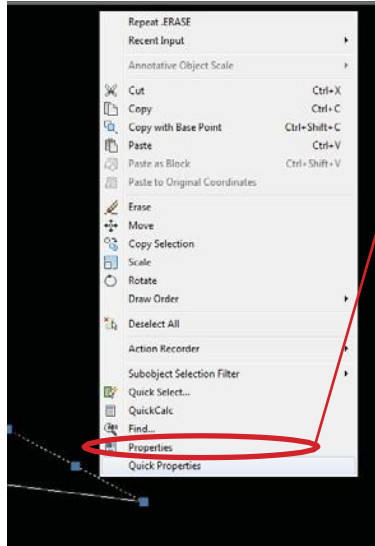 Repeat .ERASE
Recent Input
Annotative Object Scale
Cut Ctrl+X
Copy Ctrl+C
Copy with Base Point Ctrl+Shift+C
Paste Ctrl+V
Paste as Block Ctrl+Shift+V
Paste to Original Coordinates
Erase
Move
Copy Selection
Scale
Rotate
Draw Order
Deselect All
Action Recorder
Subobject Selection Filter
Quick Select...
QuickCalc
Find...
Properties
Quick Properties